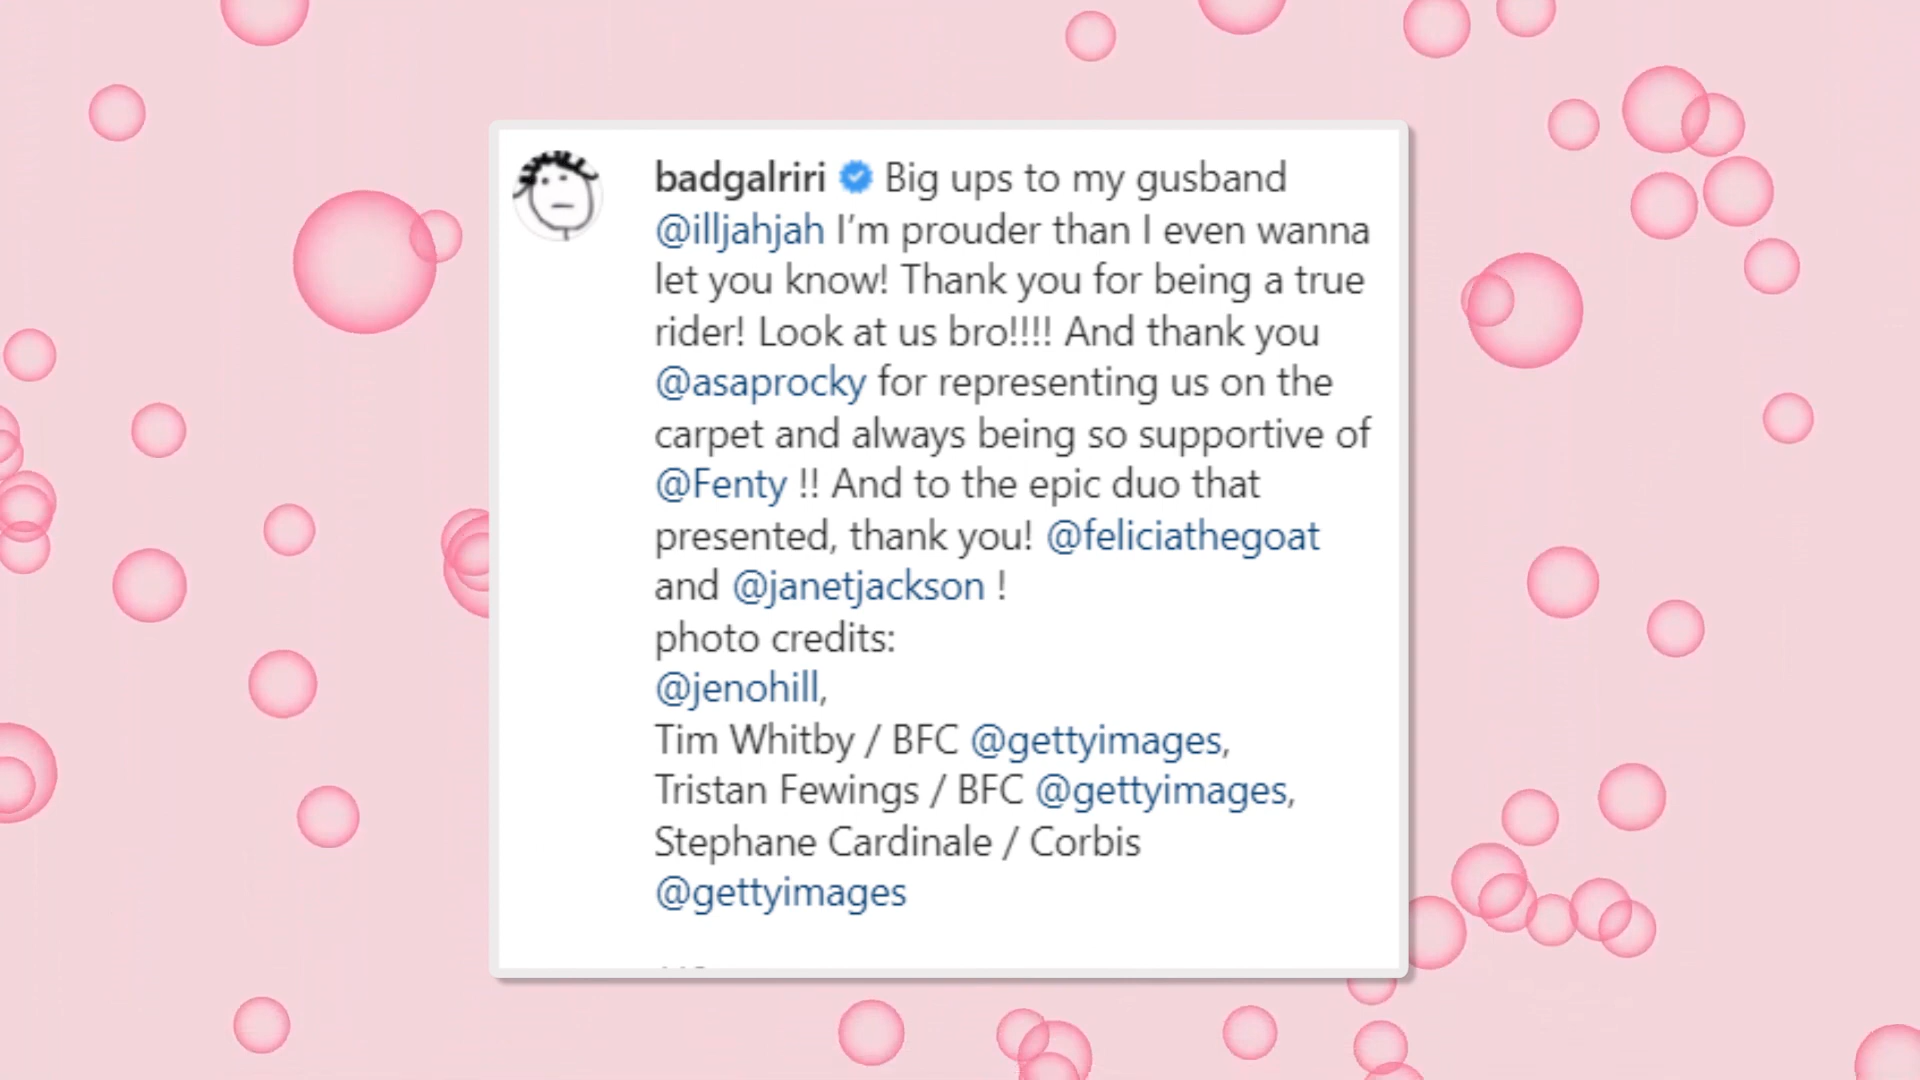 badgalriri Big ups to my gusband
@illjahjah I’m prouder than I even wanna
let you know! Thank you for being a true
rider! Look at us bro!!!! And thank you
@asaprocky for representing us on the
carpet and always being so supportive of
@Fenty !! And to the epic duo that
presented, thank you! @feliciathegoat
and @janetjackson !
photo credits:
@jenohill,
Tim Whitby / BFC @gettyimages,
Tristan Fewings / BFC @gettyimages,
Stephane Cardinale / Corbis
@gettyimages